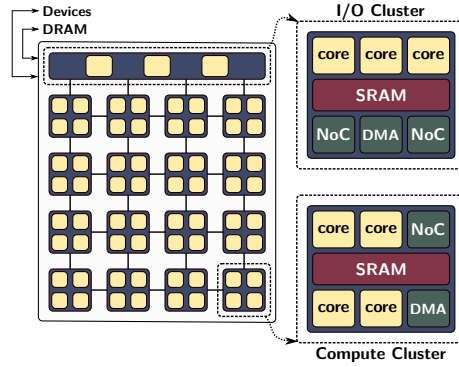 Devices
DRAM
I/O Cluster
core core core
SRAM
NoC DMA NoC
core core NoC
SRAM
core core DMA
Compute Cluster